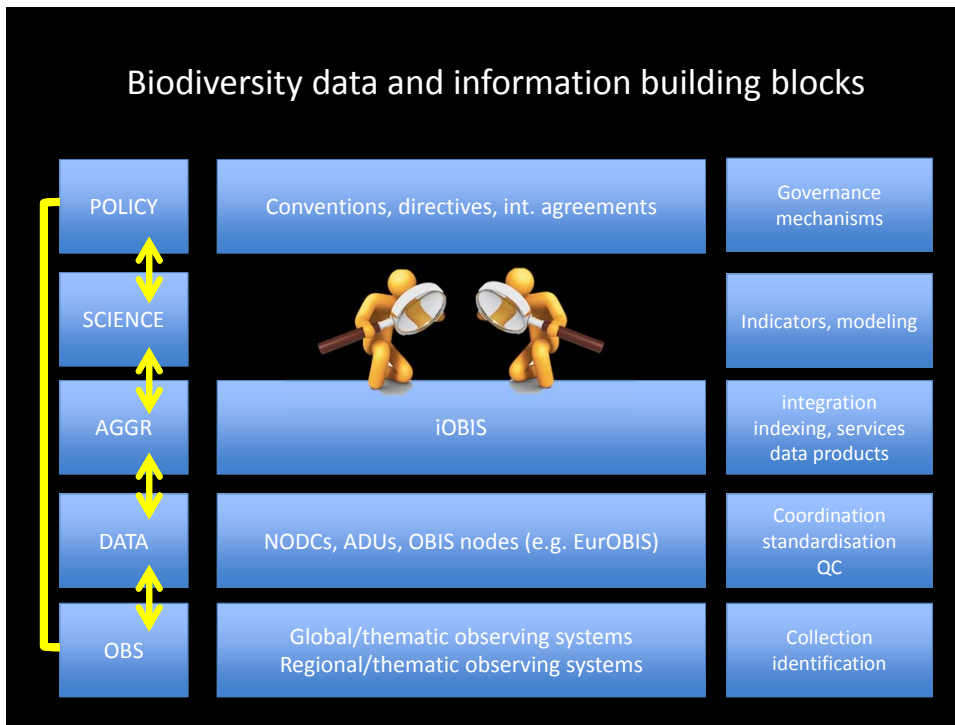 Biodiversity data and information building blocks
POLICY
Conventions, directives, int. agreements
Governance
mechanisms
SCIENCE
Indicators, modeling
AGGR
iOBIS
integration
indexing, services
data products
DATA
NODCs, ADUs, OBIS nodes (e.g. EurOBIS)
Coordination
standardisation
QC
OBS
Global/thematic observing systems
Regional/thematic observing systems
Collection
identification